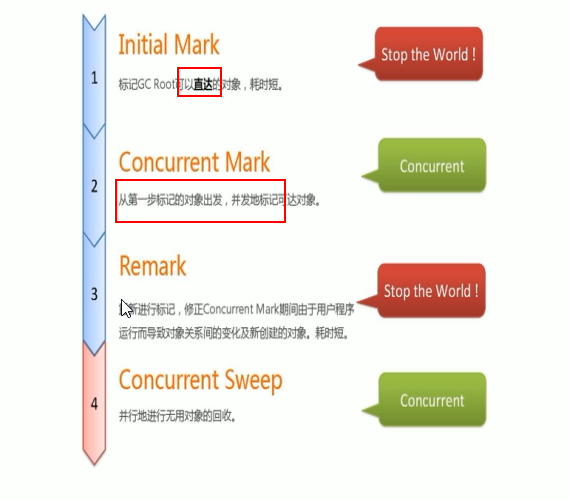 Initial Mark
Stop the World !
1
标记GC Root可以直达的对象，耗时短。
Concurrent Mark
Concurrent
2
从第一步标记的对象出发，并发地标记可达对象。
Remark
Stop the World !
3
新进行标记，修正Concurrent Mark期间由于用户程序
运行而导致对象关系间的变化及新创建的对象。耗时短。
Concurrent Sweep
Concurrent
4
并行地进行无用对象的回收。